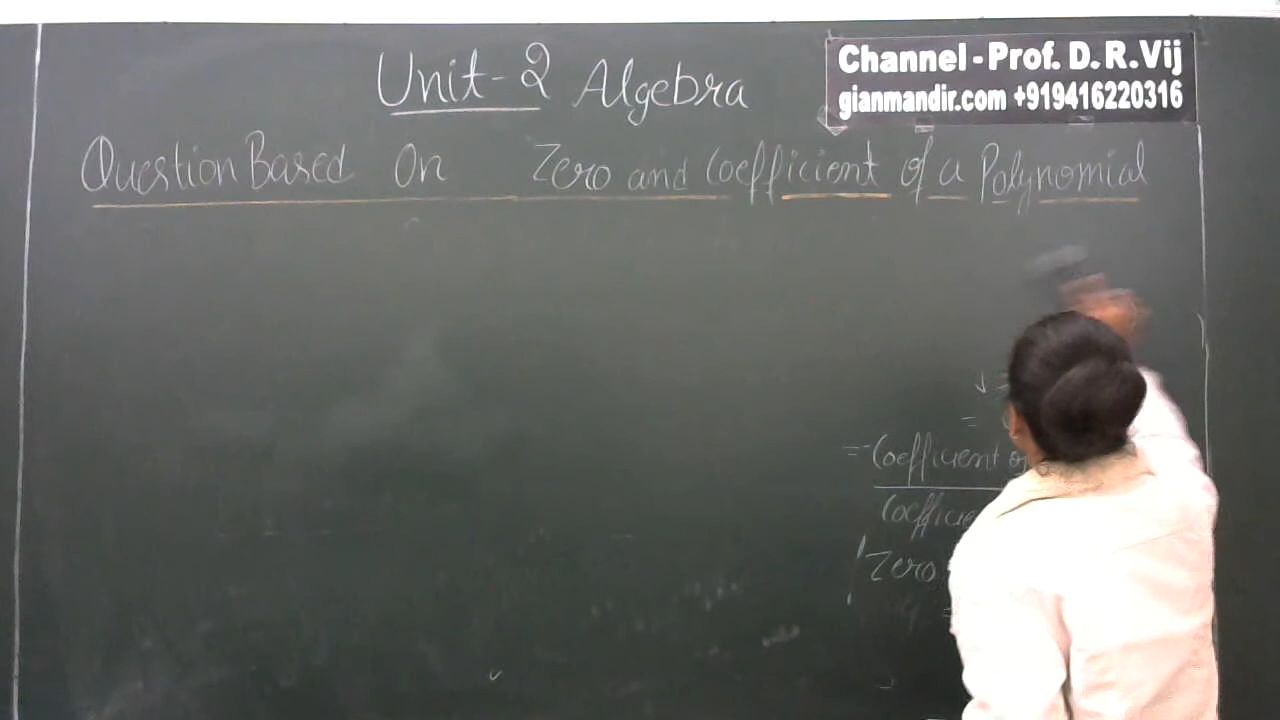 Unit-2 Algebra
Channel - Prof. D. R. Vij
gianmandir.com +919416220316
Question Based On Zero and Coefficient of a Polynomial
=
= - Coefficient of
Zero